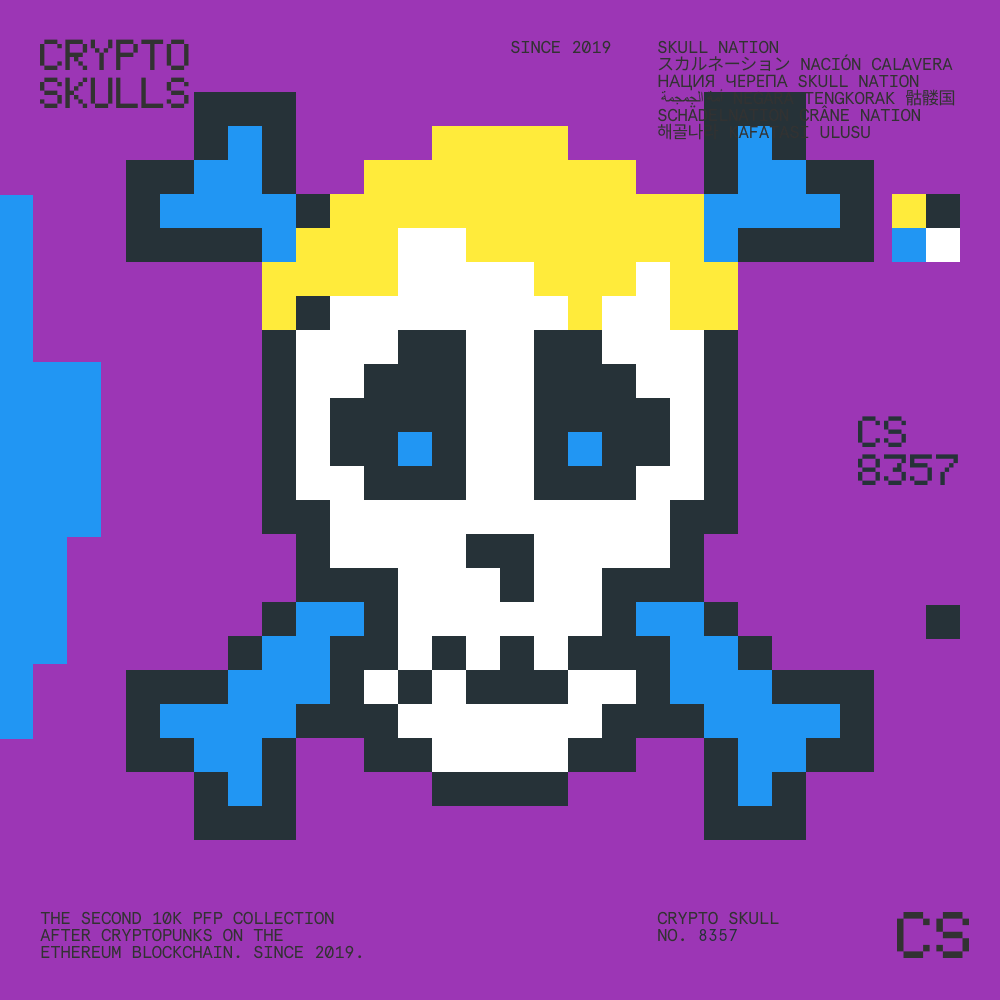 CRYPTO
SKULLS
SINCE 2019
SKULL NATION
スカルネーション NACIÓN CALAVERA
НАЦИЯ ЧЕРЕПА SKULL NATION
الجمجمة TENGKORAK 骷髅国
CRÂNE NATION
ULUSU
CS
8357
THE SECOND 10K PFP COLLECTION
AFTER CRYPTOPUNKS ON THE
ETHEREUM BLOCKCHAIN. SINCE 2019.
CRYPTO SKULL
NO. 8357
CS